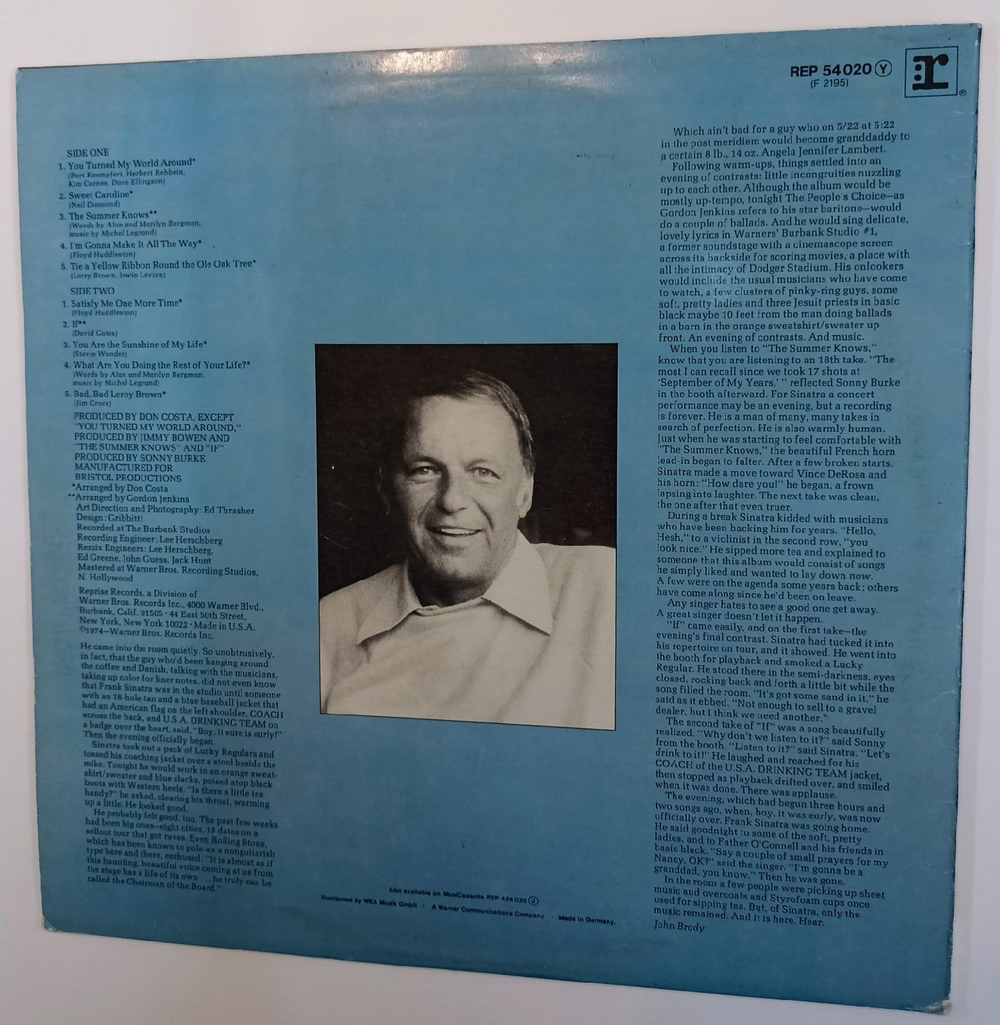 SIDE ONE
1. You Turned My World Around*
(Bert Kaempfert, Herbert Rehbein,
Kim Carnes, Dave Ellingson)
2. Sweet Caroline*
(Neil Diamond)
3. The Summer Knows**
(Words by Alan and Marilyn Bergman,
music by Michel Legrand)
4. I'm Gonna Make It All The Way*
(Floyd Huddleston)
5. Tie a Yellow Ribbon Round the Ole Oak Tree*
(Larry Brown, Irwin Levine)
SIDE TWO
1. Satisfy Me One More Time*
(Floyd Huddleston)
2. If**
(David Gates)
3. You Are the Sunshine of My Life*
(Stevie Wonder)
4. What Are You Doing the Rest of Your Life?*
(Words by Alan and Marilyn Bergman,
music by Michel Legrand)
5. Bad, Bad Leroy Brown*
(Jim Croce)
PRODUCED BY DON COSTA, EXCEPT
"YOU TURNED MY WORLD AROUND,"
PRODUCED BY JIMMY BOWEN AND
"THE SUMMER KNOWS" AND "IF"
PRODUCED BY SONNY BURKE
MANUFACTURED FOR
BRISTOL PRODUCTIONS
*Arranged by Don Costa
**Arranged by Gordon Jenkins
Art Direction and Photography: Ed Thrasher
Design: Gribbitt!
Recorded at The Burbank Studios
Recording Engineer: Lee Herschberg
Remix Engineers: Lee Herschberg,
Ed Greene, John Guess, Jack Hunt
Mastered at Warner Bros. Recording Studios,
N. Hollywood
Reprise Records, a Division of
Warner Bros. Records Inc., 4000 Warner Blvd.,
Burbank, Calif. 91505 · 44 East 50th Street,
New York, New York 10022 · Made in U.S.A.
©1974—Warner Bros. Records Inc.
He came into the room quietly. So unobtrusively,
in fact, that the guy who'd been hanging around
the coffee and Danish, talking with the musicians,
taking up color for liner notes, did not even know
that Frank Sinatra was in the studio until someone
with an 18-hole tan and a blue baseball jacket that
had an American flag on the left shoulder, COACH
across the back, and U.S.A. DRINKING TEAM on
a badge over the heart, said, "Boy, it sure is early!"
Then the evening officially began.
Sinatra took out a pack of Lucky Regulars and
tossed his coaching jacket over a stool beside the
mike. Tonight he would work in an orange sweat-
shirt/sweater and blue slacks, poised atop black
boots with Western heels. "Is there a little tea
handy?" he asked, clearing his throat, warming
up a little. He looked good.
He probably felt good, too. The past few weeks
had been big ones—eight cities, 13 dates on a
sellout tour that got raves. Even Rolling Stone,
which has been known to pole-ax a nonguitarish
type here and there, enthused: "It is almost as if
this haunting, beautiful voice coming at us from
the stage has a life of its own . . . he truly can be
called the Chairman of the Board."
Also available on MusiCassette REP 454 020 J
Distributed by WEA Musik GmbH · A Warner Communications Company · Made in Germany.
REP 54 020 Y
(F 2195)
r
®
Which ain't bad for a guy who on 5/22 at 5:22
in the post meridiem would become granddaddy to
a certain 8 lb., 14 oz. Angela Jennifer Lambert.
Following warm-ups, things settled into an
evening of contrasts: little incongruities nuzzling
up to each other. Although the album would be
mostly up-tempo, tonight The People's Choice—as
Gordon Jenkins refers to his star baritone—would
do a couple of ballads. And he would sing delicate,
lovely lyrics in Warners' Burbank Studio #1,
a former soundstage with a cinemascope screen
across its backside for scoring movies, a place with
all the intimacy of Dodger Stadium. His onlookers
would include the usual musicians who have come
to watch, a few clusters of pinky-ring guys, some
soft, pretty ladies and three Jesuit priests in basic
black maybe 10 feet from the man doing ballads
in a barn in the orange sweatshirt/sweater up
front. An evening of contrasts. And music.
When you listen to "The Summer Knows,"
know that you are listening to an 18th take. "The
most I can recall since we took 17 shots at
'September of My Years,' " reflected Sonny Burke
in the booth afterward. For Sinatra a concert
performance may be an evening, but a recording
is forever. He is a man of many, many takes in
search of perfection. He is also warmly human.
Just when he was starting to feel comfortable with
"The Summer Knows," the beautiful French horn
lead-in began to falter. After a few broken starts,
Sinatra made a move toward Vince DeRosa and
his horn: "How dare you!" he began, a frown
lapsing into laughter. The next take was clean,
the one after that even truer.
During a break Sinatra kidded with musicians
who have been backing him for years. "Hello,
Hesh," to a violinist in the second row, "you
look nice." He sipped more tea and explained to
someone that this album would consist of songs
he simply liked and wanted to lay down now.
A few were on the agenda some years back; others
have come along since he'd been on leave.
Any singer hates to see a good one get away.
A great singer doesn't let it happen.
"If" came easily, and on the first take—the
evening's final contrast. Sinatra had tucked it into
his repertoire on tour, and it showed. He went into
the booth for playback and smoked a Lucky
Regular. He stood there in the semi-darkness, eyes
closed, rocking back and forth a little bit while the
song filled the room. "It's got some sand in it," he
said as it ebbed. "Not enough to sell to a gravel
dealer, but I think we need another."
The second take of "If" was a song beautifully
realized. "Why don't we listen to it?" said Sonny
from the booth. "Listen to it?" said Sinatra. "Let's
drink to it!" He laughed and reached for his
COACH of the U.S.A. DRINKING TEAM jacket,
then stopped as playback drifted over, and smiled
when it was done. There was applause.
The evening, which had begun three hours and
two songs ago, when, boy, it was early, was now
officially over. Frank Sinatra was going home.
He said goodnight to some of the soft, pretty
ladies, and to Father O'Connell and his friends in
basic black. "Say a couple of small prayers for my
Nancy, OK?" said the singer. "I'm gonna be a
granddad, you know." Then he was gone.
In the room a few people were picking up sheet
music and overcoats and Styrofoam cups once
used for sipping tea. But, of Sinatra, only the
music remained. And it is here. Hear.
John Brody